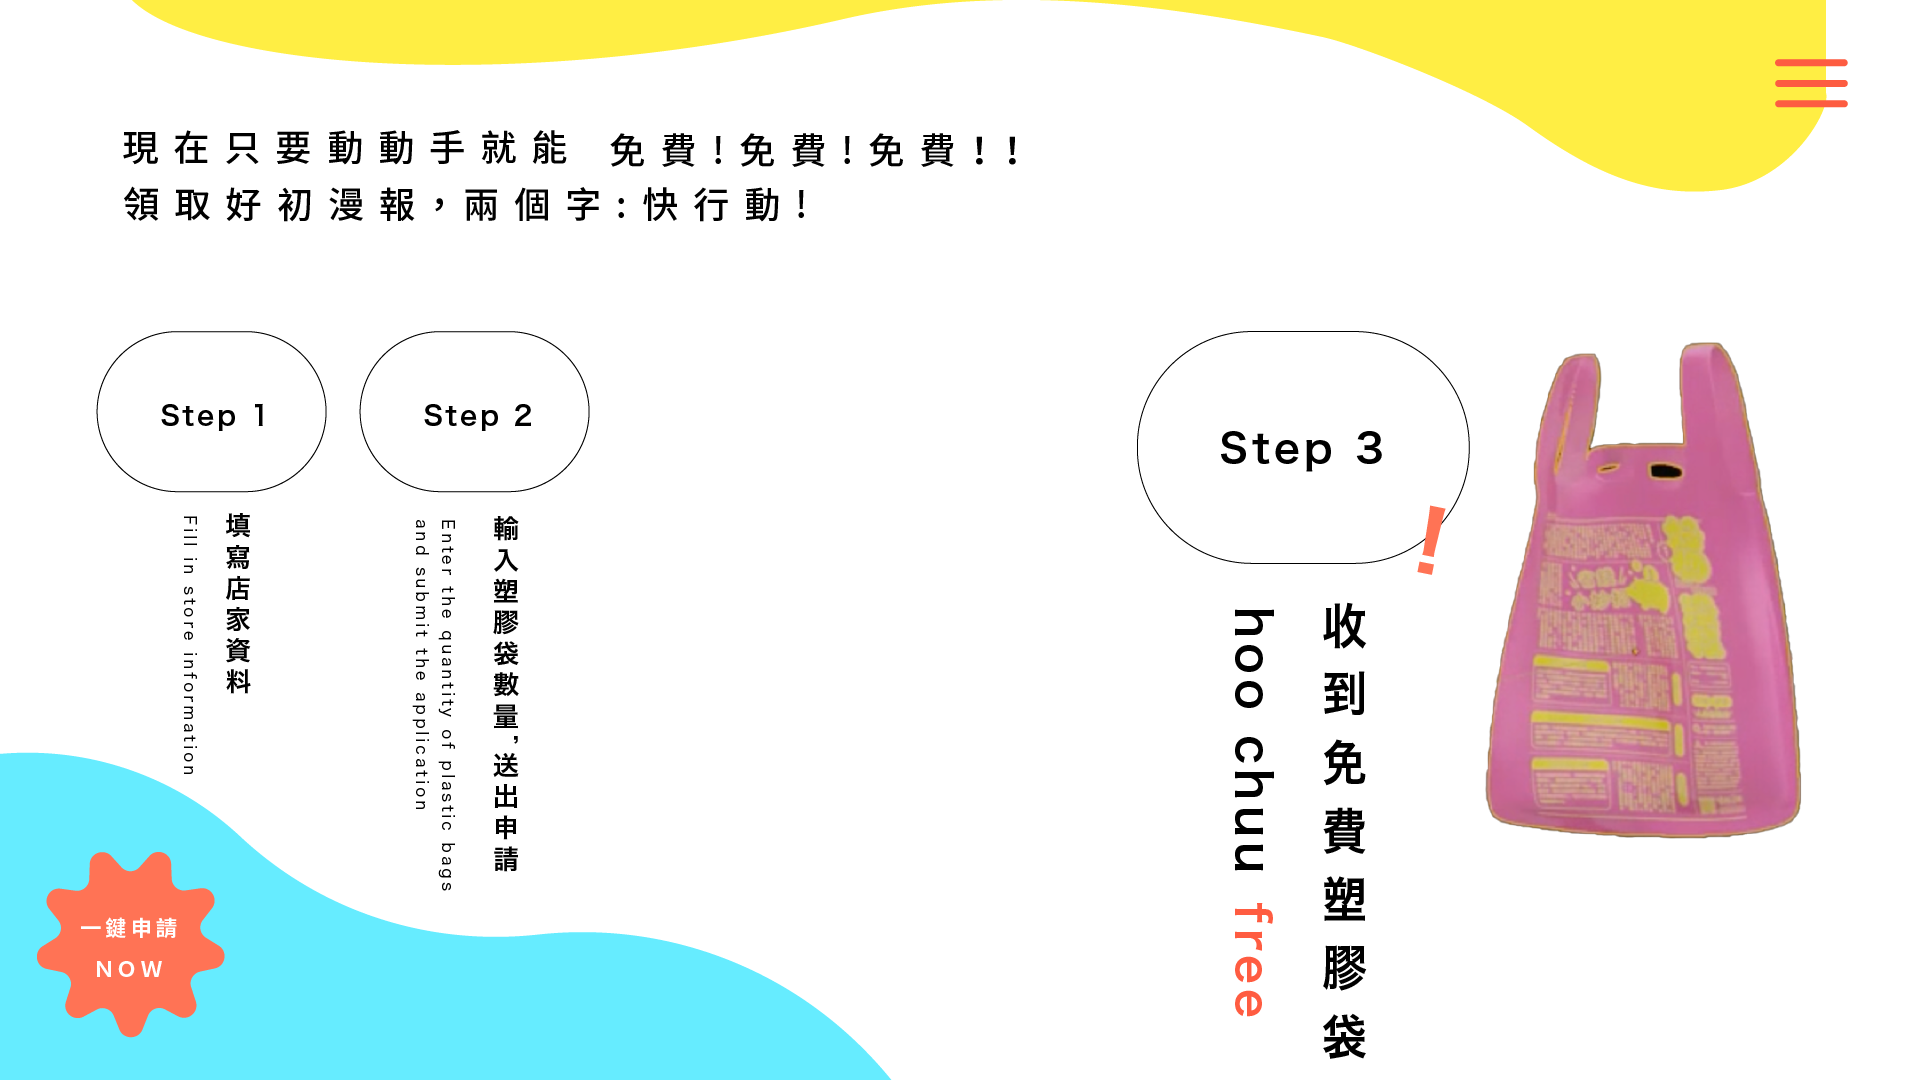 現在只要動動手就能 免費!免費!免費!!
領取好初漫報，兩個字:快行動!
Step 1
填寫店家資料
Fill in store information
Step 2
輸入塑膠袋數量，送出申請
Enter the quantity of plastic bags
and submit the application
Step 3
!
收到免費塑膠袋
hoo chuu free
一鍵申請
NOW